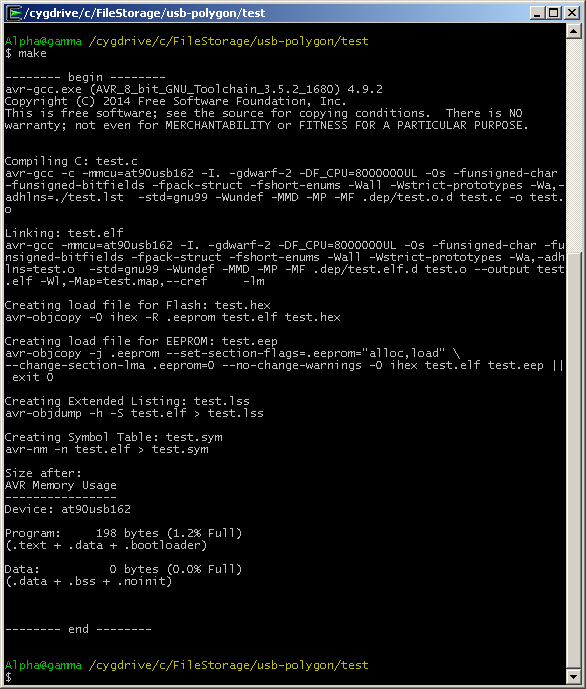 /cygdrive/c/FileStorage/usb-polygon/test
Alpha@gamma /cygdrive/c/FileStorage/usb-polygon/test
$ make
-------- begin --------
avr-gcc.exe (AVR_8_bit_GNU_Toolchain_3.5.2_1680) 4.9.2
Copyright (C) 2014 Free Software Foundation, Inc.
This is free software; see the source for copying conditions.  There is NO
warranty; not even for MERCHANTABILITY or FITNESS FOR A PARTICULAR PURPOSE.
Compiling C: test.c
avr-gcc -c -mmcu=at90usb162 -I. -gdwarf-2 -DF_CPU=8000000UL -Os -funsigned-char
-funsigned-bitfields -fpack-struct -fshort-enums -Wall -Wstrict-prototypes -Wa,-
adhlns=./test.lst  -std=gnu99 -Wundef -MMD -MP -MF .dep/test.o.d test.c -o test.
o
Linking: test.elf
avr-gcc -mmcu=at90usb162 -I. -gdwarf-2 -DF_CPU=8000000UL -Os -funsigned-char -fu
nsigned-bitfields -fpack-struct -fshort-enums -Wall -Wstrict-prototypes -Wa,-adh
lns=test.o  -std=gnu99 -Wundef -MMD -MP -MF .dep/test.elf.d test.o --output test
.elf -Wl,-Map=test.map,--cref     -lm
Creating load file for Flash: test.hex
avr-objcopy -O ihex -R .eeprom test.elf test.hex
Creating load file for EEPROM: test.eep
avr-objcopy -j .eeprom --set-section-flags=.eeprom="alloc,load" \
--change-section-lma .eeprom=0 --no-change-warnings -O ihex test.elf test.eep ||
 exit 0
Creating Extended Listing: test.lss
avr-objdump -h -S test.elf > test.lss
Creating Symbol Table: test.sym
avr-nm -n test.elf > test.sym
Size after:
AVR Memory Usage
----------------
Device: at90usb162
Program:     198 bytes (1.2% Full)
(.text + .data + .bootloader)
Data:          0 bytes (0.0% Full)
(.data + .bss + .noinit)
-------- end --------
Alpha@gamma /cygdrive/c/FileStorage/usb-polygon/test
$